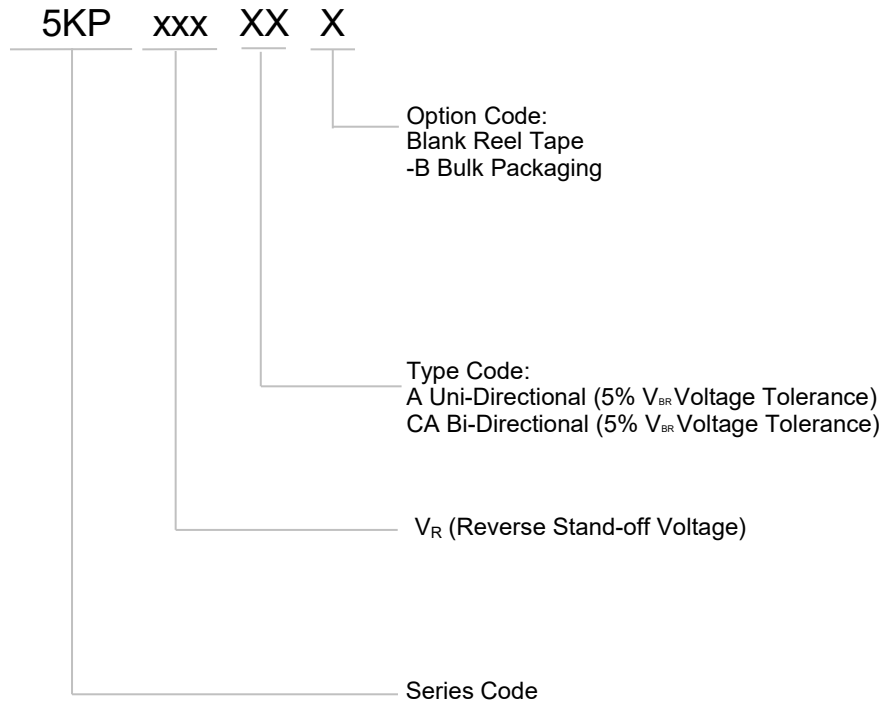 5KP xxx XX X
Option Code:
Blank Reel Tape
-B Bulk Packaging
Type Code:
A Uni-Directional (5% VBR Voltage Tolerance)
CA Bi-Directional (5% VBR Voltage Tolerance)
VR (Reverse Stand-off Voltage)
Series Code